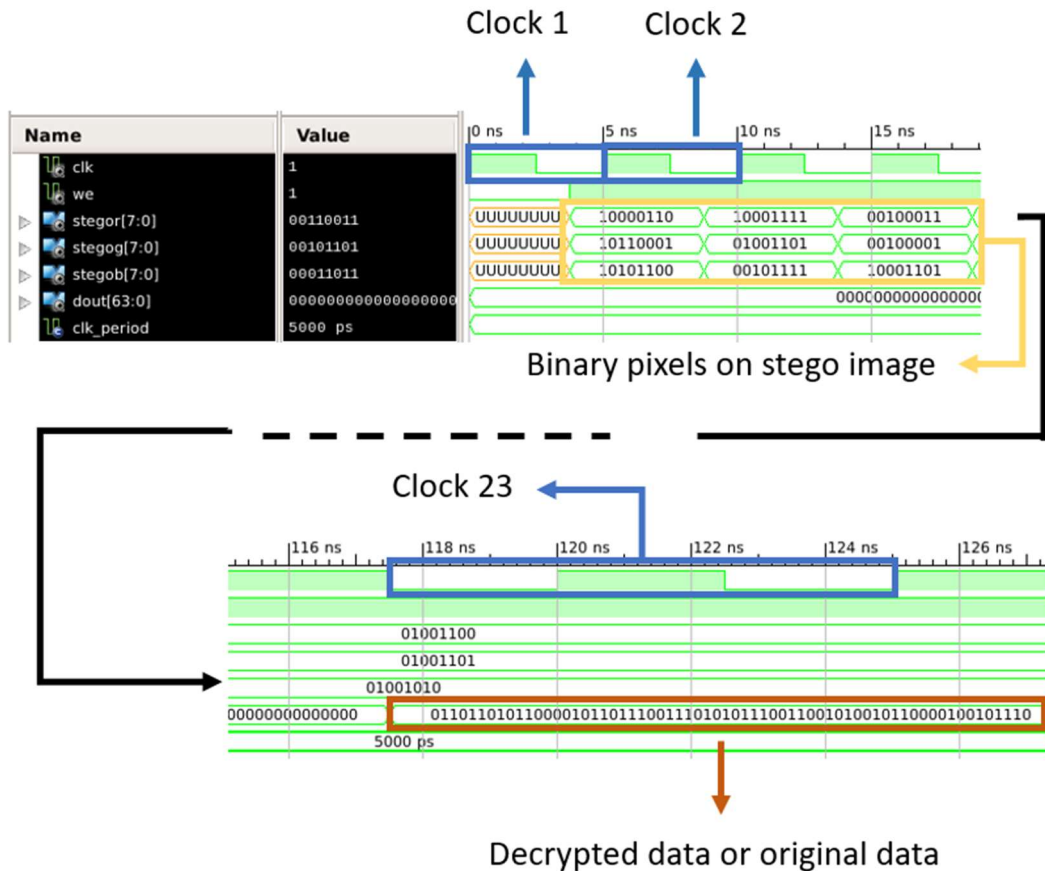 Clock 1
Clock 2
Name
Value
0 ns
5 ns
10 ns
15 ns
clk
1
we
1
stegor[7:0]
00110011
UUUUUUUU
10000110
10001111
00100011
stegog[7:0]
00101101
UUUUUUUU
10110001
01001101
00100001
stegob[7:0]
00011011
UUUUUUUU
10101100
00101111
10001101
dout[63:0]
000000000000000000
000000000000000
clk_period
5000 ps
Binary pixels on stego image
Clock 23
116 ns
118 ns
120 ns
122 ns
124 ns
126 ns
01001100
01001101
01001010
00000000000000
5000 ps
Decrypted data or original data